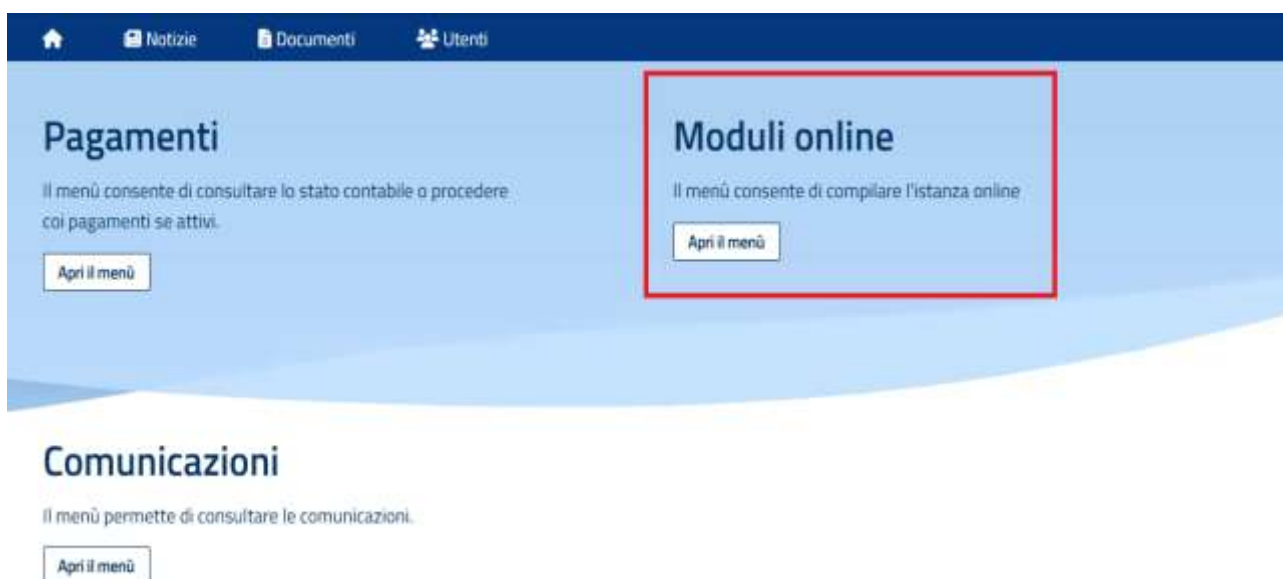 Notizie Documenti Utenti
Pagamenti
Il menù consente di consultare lo stato contabile o procedere
coi pagamenti se attivi.
Apri il menù
Moduli online
Il menù consente di compilare l'istanza online
Apri il menù
Comunicazioni
Il menù permette di consultare le comunicazioni.
Apri il menù